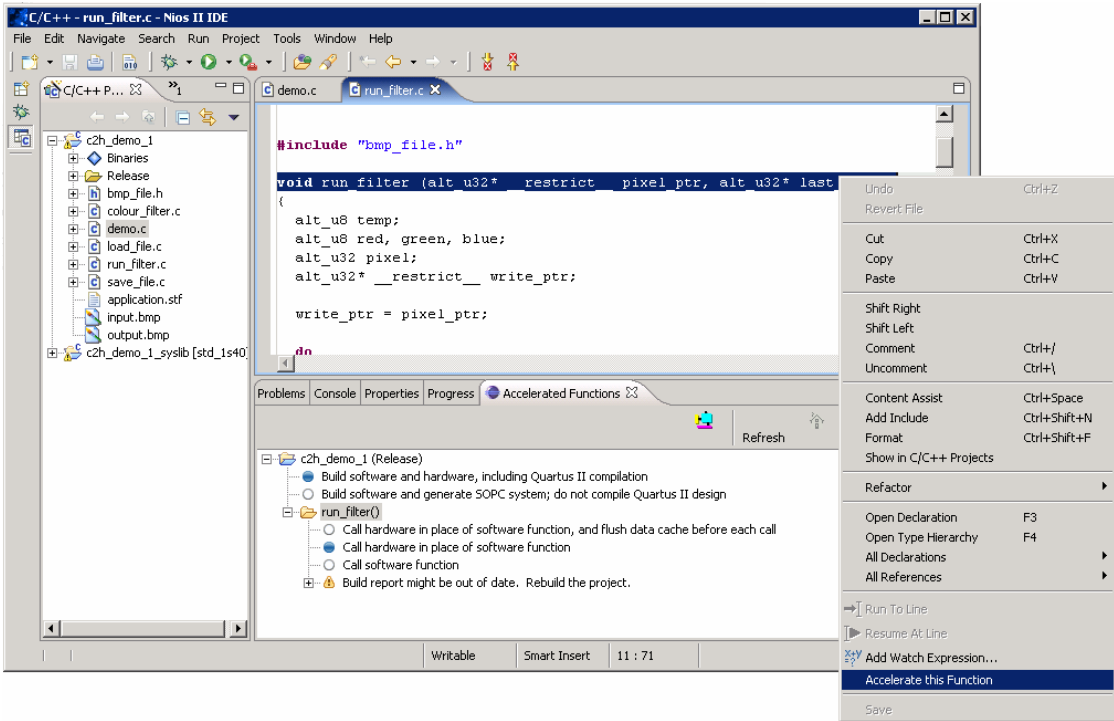 C/C++ - run_filter.c - Nios II IDE
File Edit Navigate Search Run Project Tools Window Help
C/C++ P...
1
demo.c
run_filter.c
c2h_demo_1
Binaries
Release
bmp_file.h
colour_filter.c
demo.c
load_file.c
run_filter.c
save_file.c
application.stf
input.bmp
output.bmp
c2h_demo_1_syslib [std_1s40]
#include "bmp_file.h"
void run_filter (alt_u32* __restrict__ pixel_ptr, alt_u32* last
{
alt_u8 temp;
alt_u8 red, green, blue;
alt_u32 pixel;
alt_u32* __restrict__ write_ptr;
write_ptr = pixel_ptr;
do
Problems Console Properties Progress Accelerated Functions
Refresh
c2h_demo_1 (Release)
Build software and hardware, including Quartus II compilation
Build software and generate SOPC system; do not compile Quartus II design
run_filter()
Call hardware in place of software function, and flush data cache before each call
Call hardware in place of software function
Call software function
Build report might be out of date. Rebuild the project.
Writable Smart Insert 11 : 71
Undo Ctrl+Z
Revert File
Cut Ctrl+X
Copy Ctrl+C
Paste Ctrl+V
Shift Right
Shift Left
Comment Ctrl+/
Uncomment Ctrl+\
Content Assist Ctrl+Space
Add Include Ctrl+Shift+N
Format Ctrl+Shift+F
Show in C/C++ Projects
Refactor
Open Declaration F3
Open Type Hierarchy F4
All Declarations
All References
Run To Line
Resume At Line
Add Watch Expression...
Accelerate this Function
Save